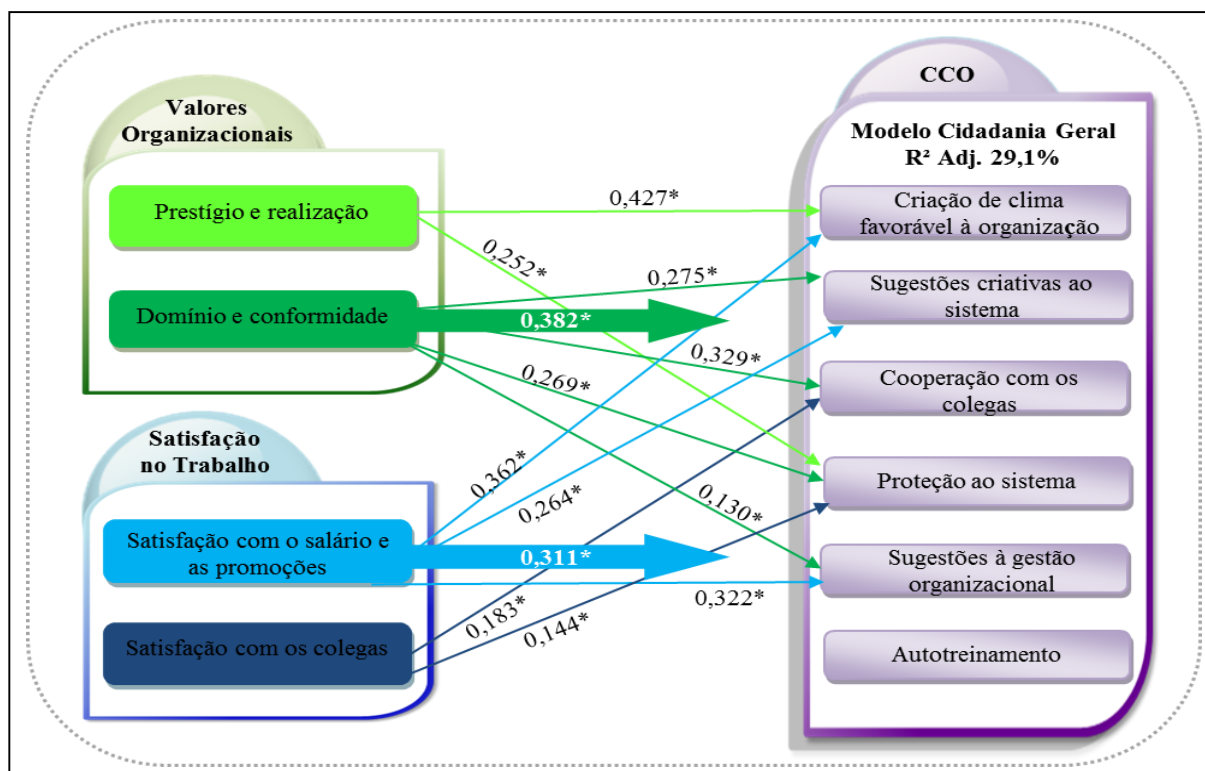 Valores
Organizacionais
Prestígio e realização
Domínio e conformidade
Satisfação
no Trabalho
Satisfação com o salário e
as promoções
Satisfação com os colegas
0,427*
0,252*
0,275*
0,382*
0,329*
0,269*
0,362*
0,264*
0,130*
0,311*
0,322*
0,183*
0,144*
CCO
Modelo Cidadania Geral
R² Adj. 29,1%
Criação de clima
favorável à organização
Sugestões criativas ao
sistema
Cooperação com os
colegas
Proteção ao sistema
Sugestões à gestão
organizacional
Autotreinamento